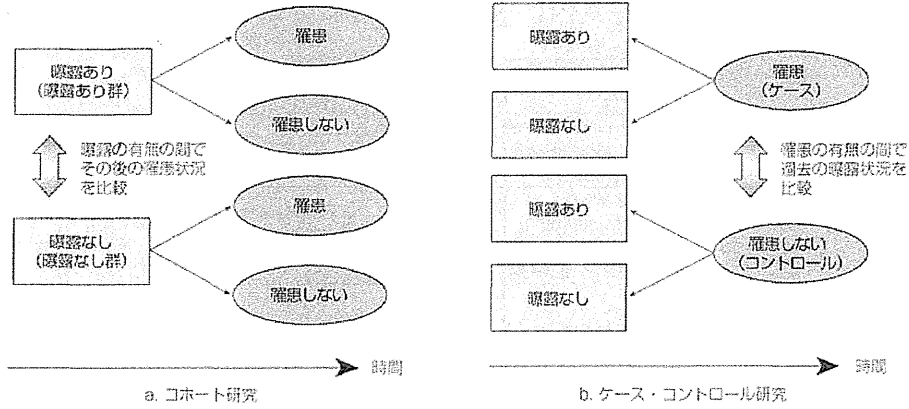 曝露あり
(曝露あり群)
罹患
罹患しない
曝露の有無の間で
その後の罹患状況
を比較
曝露なし
(曝露なし群)
罹患
罹患しない
時間
a. コホート研究
曝露あり
曝露なし
罹患
(ケース)
罹患の有無の間で
過去の曝露状況を
比較
曝露あり
曝露なし
罹患しない
(コントロール)
時間
b. ケース・コントロール研究